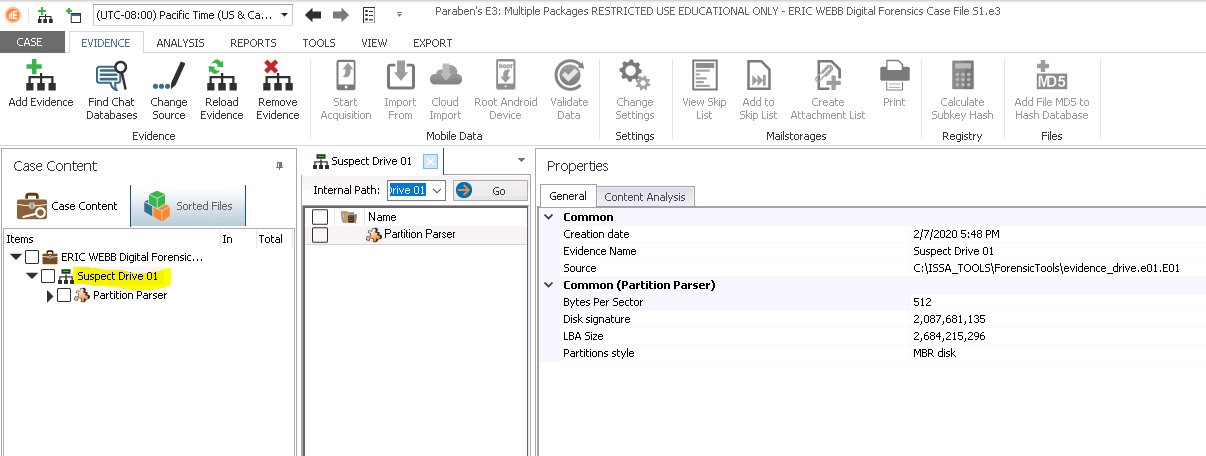 (UTC-08:00) Pacific Time (US & Ca...
Paraben's E3: Multiple Packages RESTRICTED USE EDUCATIONAL ONLY - ERIC WEBB Digital Forensics Case File S1.e3
CASE EVIDENCE ANALYSIS REPORTS TOOLS VIEW EXPORT
Add Evidence
Find Chat
Databases
Change
Source
Reload
Evidence
Remove
Evidence
Evidence
Start
Acquisition
Import
From
Cloud
Import
ROOT
Root Android
Device
Validate
Data
Mobile Data
Change
Settings
Settings
View Skip
List
Add to
Skip List
Create
Attachment List
Print
Mailstorages
Calculate
Subkey Hash
Registry
MD5
Add File MD5 to
Hash Database
Files
Case Content
Case Content
Sorted Files
Items In Total
ERIC WEBB Digital Forensic...
Suspect Drive 01
Partition Parser
Suspect Drive 01
Internal Path: Drive 01 Go
Name
Partition Parser
Properties
General Content Analysis
Common
Creation date 2/7/2020 5:48 PM
Evidence Name Suspect Drive 01
Source C:\ISSA_TOOLS\ForensicTools\evidence_drive.e01.E01
Common (Partition Parser)
Bytes Per Sector 512
Disk signature 2,087,681,135
LBA Size 2,684,215,296
Partitions style MBR disk